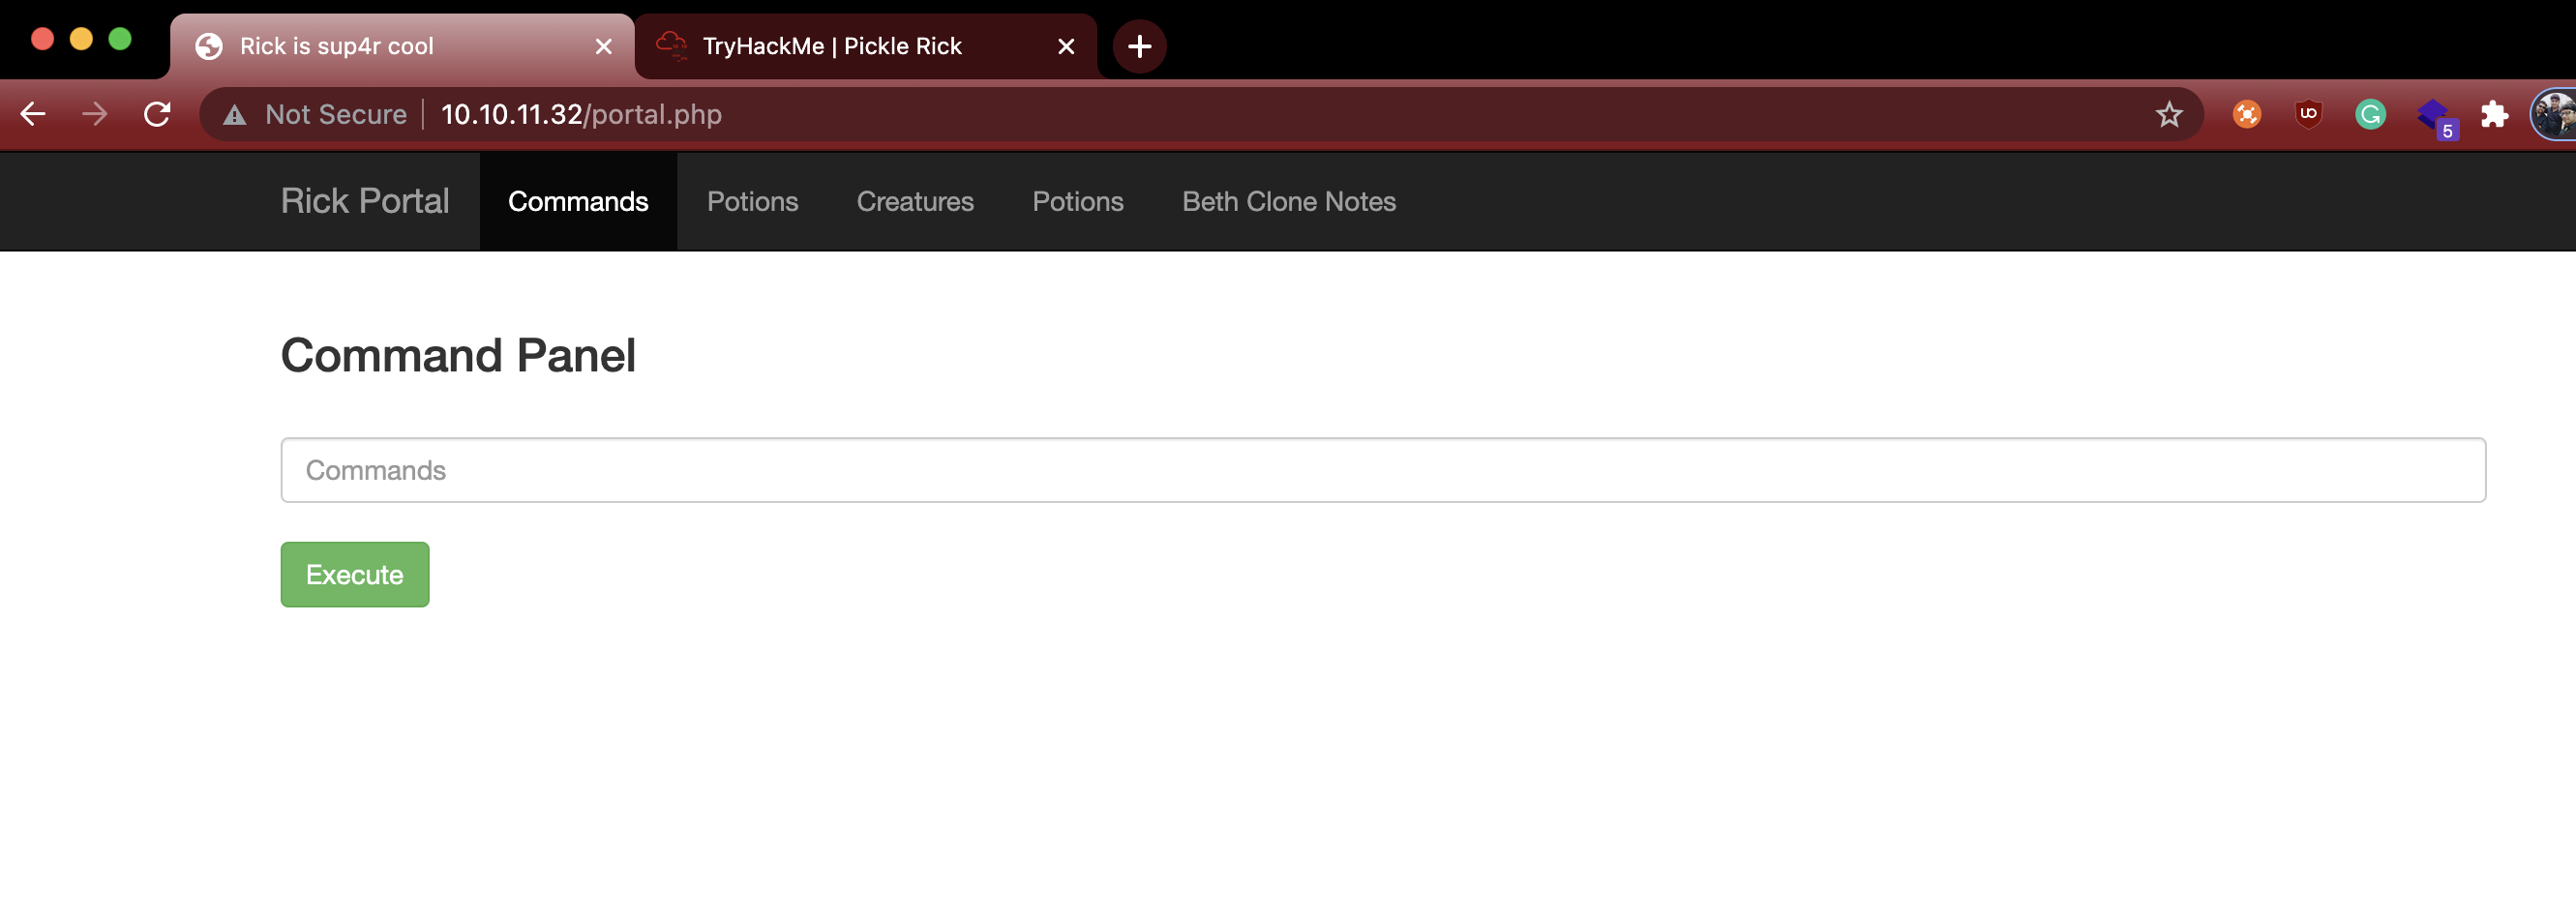 Rick is sup4r cool
TryHackMe | Pickle Rick
Not Secure 10.10.11.32/portal.php
UO
G
5
Rick Portal Commands Potions Creatures Potions Beth Clone Notes
Command Panel
Commands
Execute